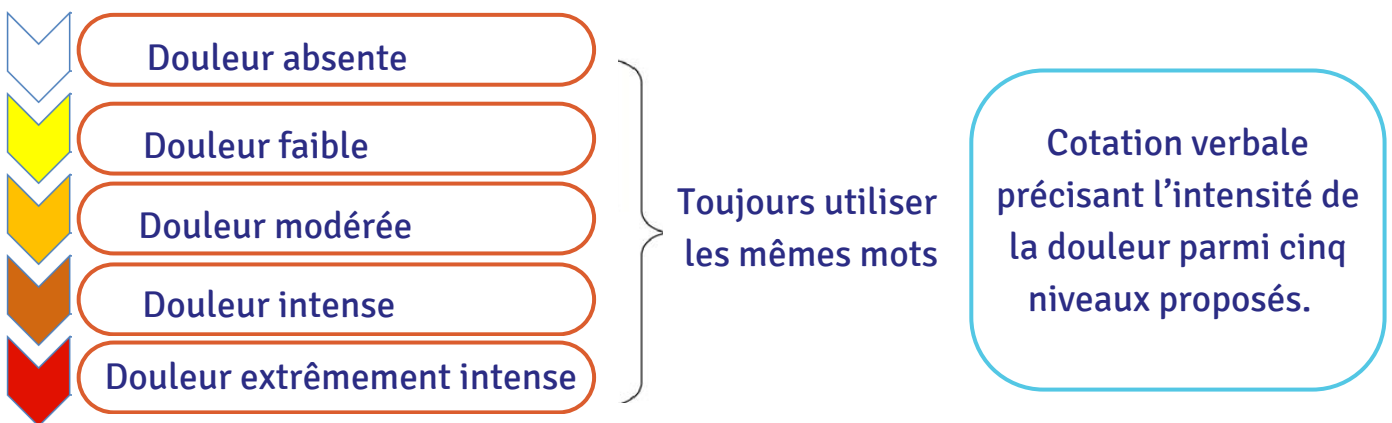 Douleur absente
Douleur faible
Douleur modérée
Douleur intense
Douleur extrêmement intense
Toujours utiliser
les mêmes mots
Cotation verbale
précisant l’intensité de
la douleur parmi cinq
niveaux proposés.